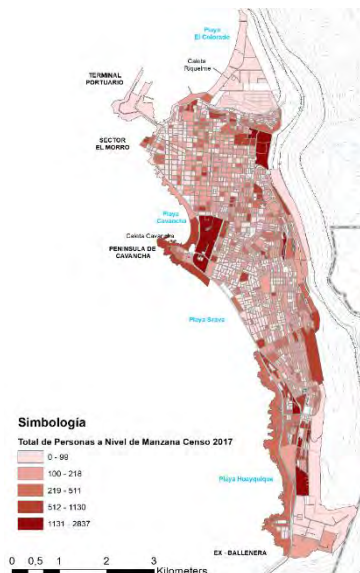 Playa
El Colorado
Caleta
Riquelme
TERMINAL
PORTUARIO
SECTOR
EL MORRO
Playa
Cavancha
Caleta Cavancha
PENINSULA DE
CAVANCHA
Playa Brava
Simbología
Total de Personas a Nivel de Manzana Censo 2017
0 - 99
100 - 218
219 - 511
512 - 1130
1131 - 2837
Playa Huayquique
EX - BALLENERA
0 0,5 1 2 3
Kilometers